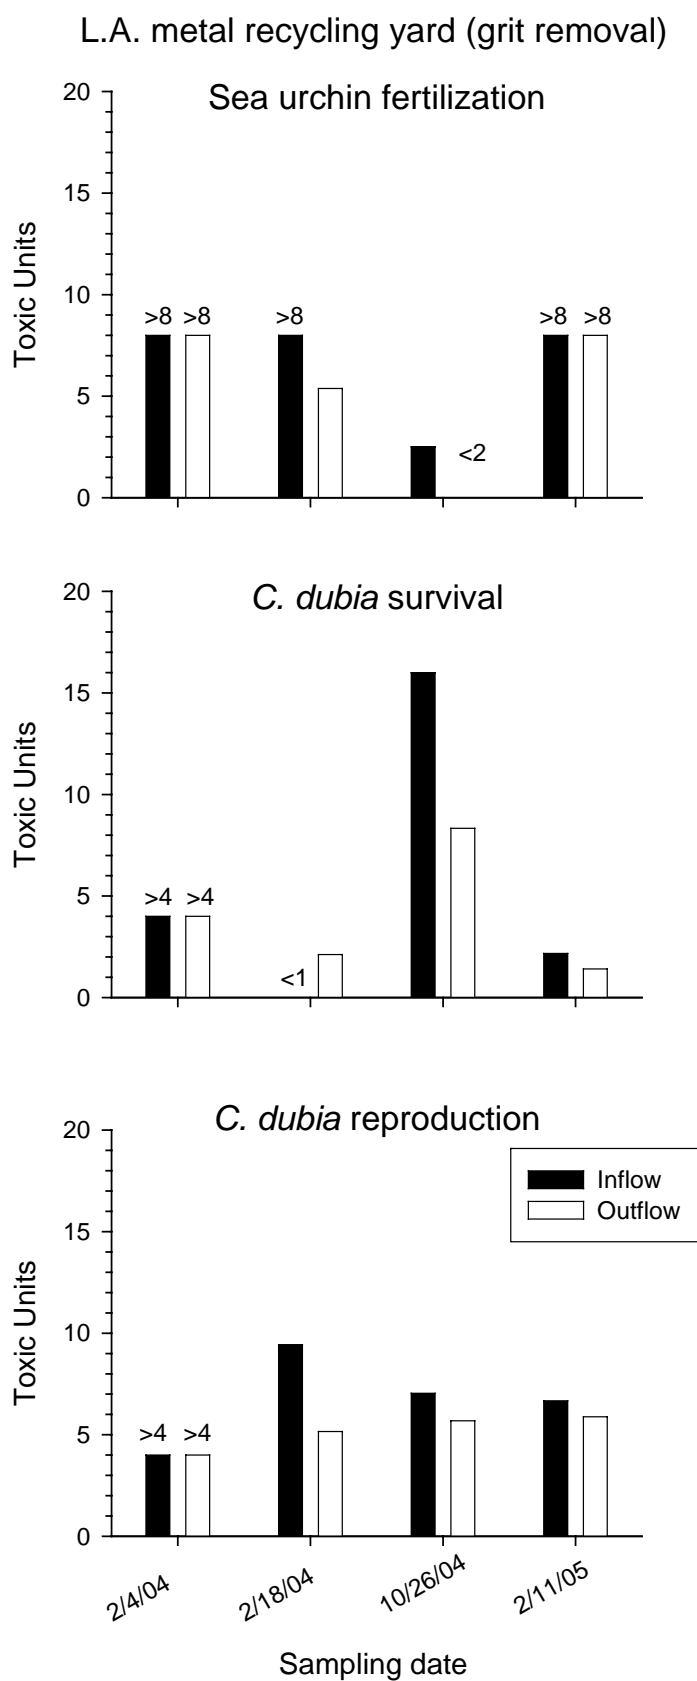 L.A. metal recycling yard (grit removal)
Sea urchin fertilization
20
15
10
5
0
Toxic Units
>8 >8 >8 >8 >8
<2
C. dubia survival
20
15
10
5
0
Toxic Units
>4 >4
<1
C. dubia reproduction
20
15
10
5
0
Toxic Units
Inflow
Outflow
>4 >4
2/4/04 2/18/04 10/26/04 2/11/05
Sampling date